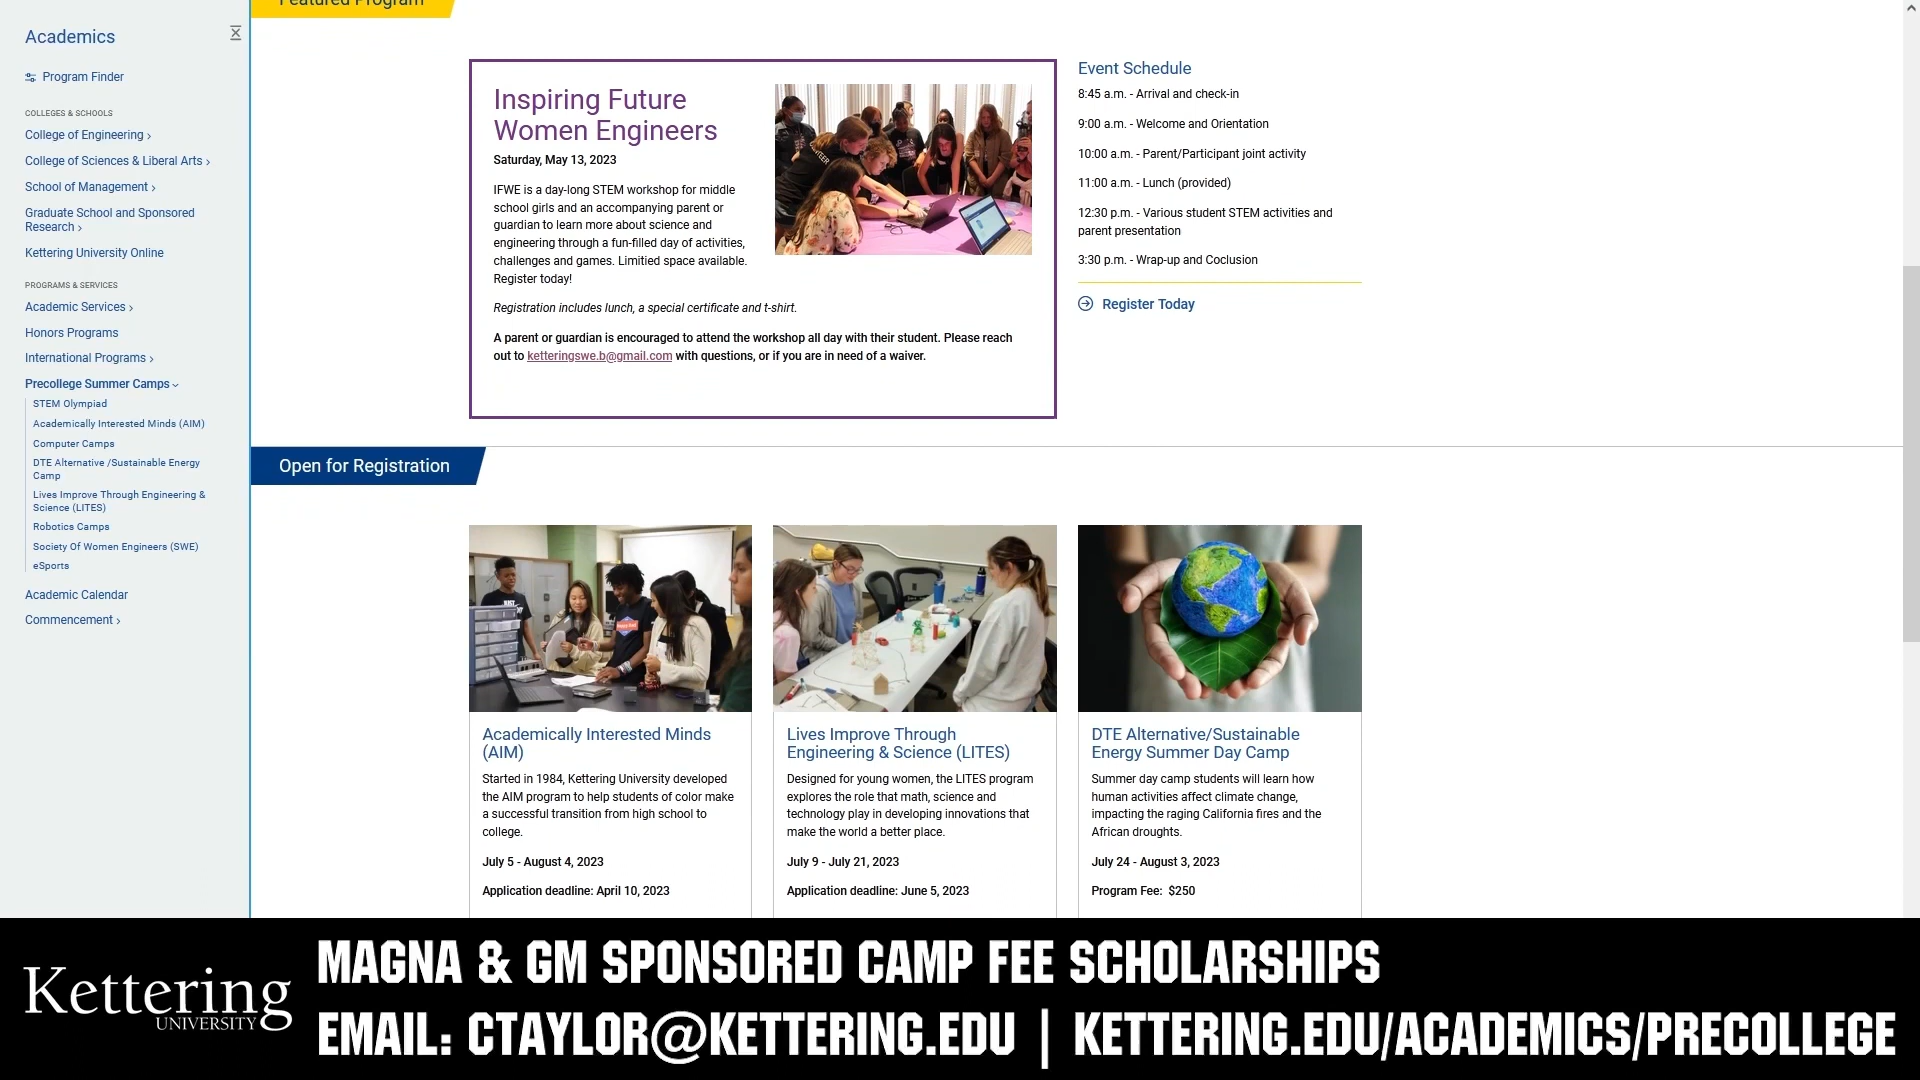 Featured Program
Academics
Program Finder
COLLEGES & SCHOOLS
College of Engineering
College of Sciences & Liberal Arts
School of Management
Graduate School and Sponsored
Research
Kettering University Online
PROGRAMS & SERVICES
Academic Services
Honors Programs
International Programs
Precollege Summer Camps
STEM Olympiad
Academically Interested Minds (AIM)
Computer Camps
DTE Alternative /Sustainable Energy
Camp
Lives Improve Through Engineering &
Science (LITES)
Robotics Camps
Society Of Women Engineers (SWE)
eSports
Academic Calendar
Commencement
Inspiring Future
Women Engineers
Saturday, May 13, 2023
IFWE is a day-long STEM workshop for middle
school girls and an accompanying parent or
guardian to learn more about science and
engineering through a fun-filled day of activities,
challenges and games. Limitied space available.
Register today!
Registration includes lunch, a special certificate and t-shirt.
A parent or guardian is encouraged to attend the workshop all day with their student. Please reach
out to ketteringswe.b@gmail.com with questions, or if you are in need of a waiver.
Event Schedule
8:45 a.m. - Arrival and check-in
9:00 a.m. - Welcome and Orientation
10:00 a.m. - Parent/Participant joint activity
11:00 a.m. - Lunch (provided)
12:30 p.m. - Various student STEM activities and
parent presentation
3:30 p.m. - Wrap-up and Coclusion
Register Today
Open for Registration
Academically Interested Minds
(AIM)
Started in 1984, Kettering University developed
the AIM program to help students of color make
a successful transition from high school to
college.
July 5 - August 4, 2023
Application deadline: April 10, 2023
Lives Improve Through
Engineering & Science (LITES)
Designed for young women, the LITES program
explores the role that math, science and
technology play in developing innovations that
make the world a better place.
July 9 - July 21, 2023
Application deadline: June 5, 2023
DTE Alternative/Sustainable
Energy Summer Day Camp
Summer day camp students will learn how
human activities affect climate change,
impacting the raging California fires and the
African droughts.
July 24 - August 3, 2023
Program Fee: $250
Kettering
UNIVERSITY
MAGNA & GM SPONSORED CAMP FEE SCHOLARSHIPS
EMAIL: CTAYLOR@KETTERING.EDU | KETTERING.EDU/ACADEMICS/PRECOLLEGE